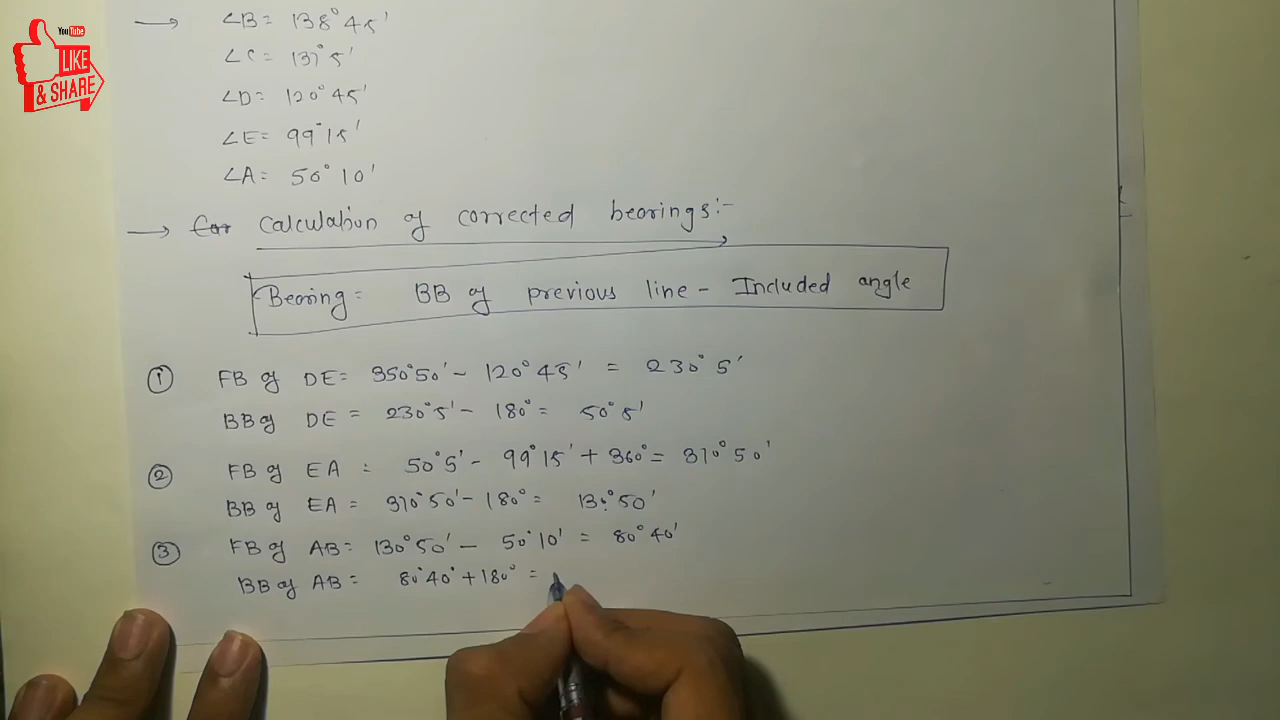 YouTube
LIKE
& SHARE
→ ∠B = 138° 45'
∠C = 137° 5'
∠D = 120° 45'
∠E = 99° 15'
∠A = 50° 10'
→ for Calculation of corrected bearings:-
Bearing = BB of previous line - Included angle
① FB of DE = 350° 50' - 120° 45' = 230° 5'
BB of DE = 230° 5' - 180° = 50° 5'
② FB of EA = 50° 5' - 99° 15' + 360° = 310° 50'
BB of EA = 310° 50' - 180° = 130° 50'
③ FB of AB = 130° 50' - 50° 10' = 80° 40'
BB of AB = 80° 40° + 180° =